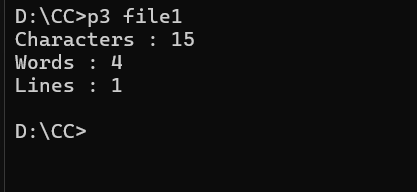 D:\CC>p3 file1
Characters : 15
Words : 4
Lines : 1
D:\CC>